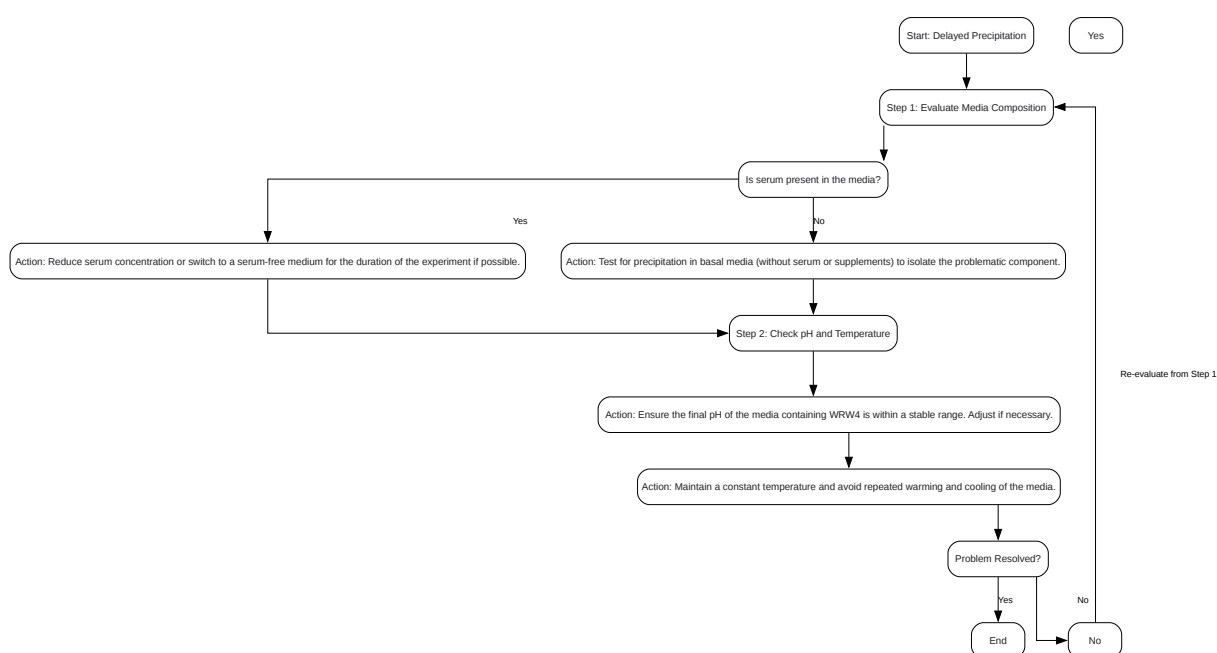 Start: Delayed Precipitation
Yes
Step 1: Evaluate Media Composition
Is serum present in the media?
Yes
No
Action: Reduce serum concentration or switch to a serum-free medium for the duration of the experiment if possible.
Action: Test for precipitation in basal media (without serum or supplements) to isolate the problematic component.
Step 2: Check pH and Temperature
Re-evaluate from Step 1
Action: Ensure the final pH of the media containing WRW4 is within a stable range. Adjust if necessary.
Action: Maintain a constant temperature and avoid repeated warming and cooling of the media.
Problem Resolved?
Yes
No
End
No